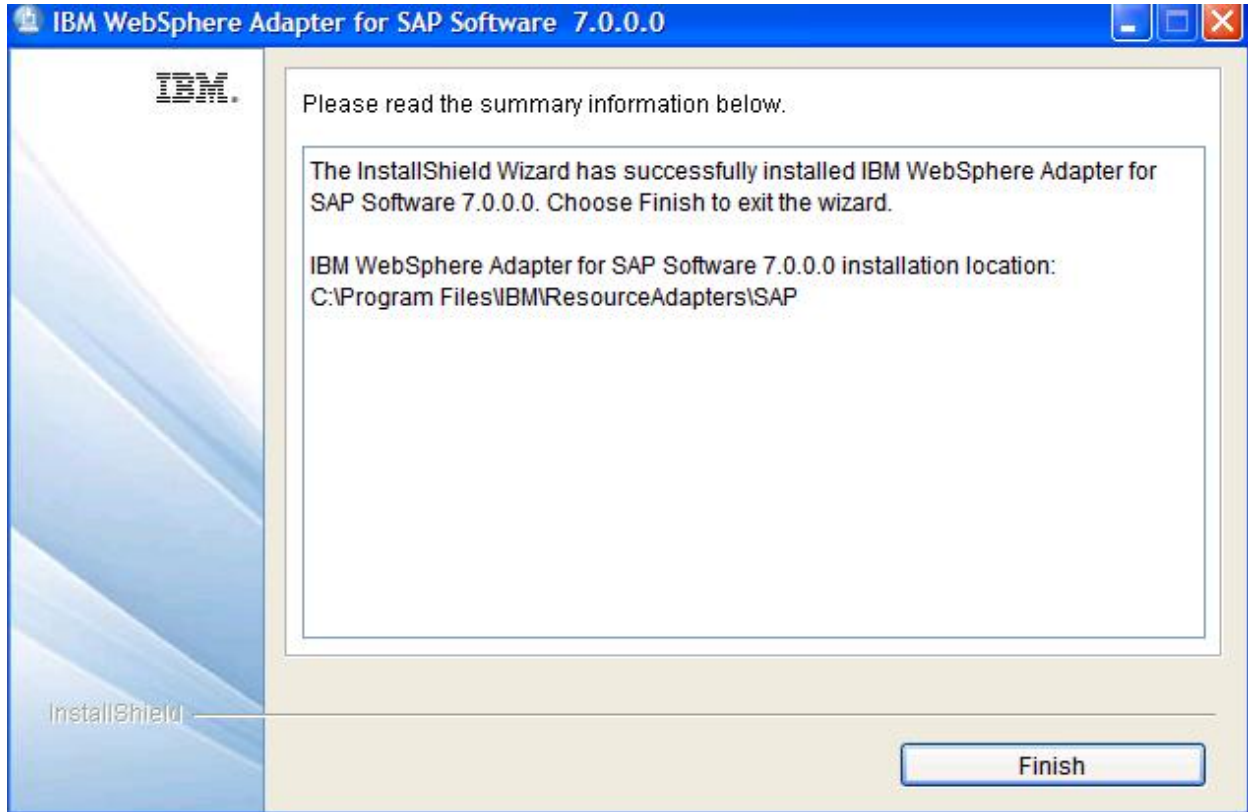 IBM WebSphere Adapter for SAP Software 7.0.0.0
IBM.
Please read the summary information below.
The InstallShield Wizard has successfully installed IBM WebSphere Adapter for
SAP Software 7.0.0.0. Choose Finish to exit the wizard.
IBM WebSphere Adapter for SAP Software 7.0.0.0 installation location:
C:\Program Files\IBM\ResourceAdapters\SAP
InstallShield
Finish